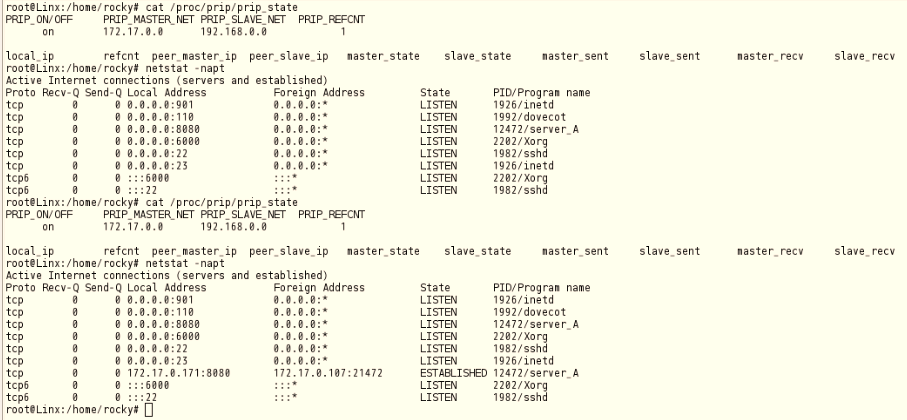 root@Linx:/home/rocky# cat /proc/prip/prip_state
PRIP_ON/OFF PRIP_MASTER_NET PRIP_SLAVE_NET PRIP_REFCNT
on 172.17.0.0 192.168.0.0 1
local_ip refcnt peer_master_ip peer_slave_ip master_state slave_state master_sent slave_sent master_recv slave_recv
root@Linx:/home/rocky# netstat -napt
Active Internet connections (servers and established)
Proto Recv-Q Send-Q Local Address Foreign Address State PID/Program name
tcp 0 0 0.0.0.0:901 0.0.0.0:* LISTEN 1926/inetd
tcp 0 0 0.0.0.0:110 0.0.0.0:* LISTEN 1992/dovecot
tcp 0 0 0.0.0.0:8080 0.0.0.0:* LISTEN 12472/server_A
tcp 0 0 0.0.0.0:6000 0.0.0.0:* LISTEN 2202/Xorg
tcp 0 0 0.0.0.0:22 0.0.0.0:* LISTEN 1982/sshd
tcp 0 0 0.0.0.0:23 0.0.0.0:* LISTEN 1926/inetd
tcp6 0 0 :::6000 :::* LISTEN 2202/Xorg
tcp6 0 0 :::22 :::* LISTEN 1982/sshd
root@Linx:/home/rocky# cat /proc/prip/prip_state
PRIP_ON/OFF PRIP_MASTER_NET PRIP_SLAVE_NET PRIP_REFCNT
on 172.17.0.0 192.168.0.0 1
local_ip refcnt peer_master_ip peer_slave_ip master_state slave_state master_sent slave_sent master_recv slave_recv
root@Linx:/home/rocky# netstat -napt
Active Internet connections (servers and established)
Proto Recv-Q Send-Q Local Address Foreign Address State PID/Program name
tcp 0 0 0.0.0.0:901 0.0.0.0:* LISTEN 1926/inetd
tcp 0 0 0.0.0.0:110 0.0.0.0:* LISTEN 1992/dovecot
tcp 0 0 0.0.0.0:8080 0.0.0.0:* LISTEN 12472/server_A
tcp 0 0 0.0.0.0:6000 0.0.0.0:* LISTEN 2202/Xorg
tcp 0 0 0.0.0.0:22 0.0.0.0:* LISTEN 1982/sshd
tcp 0 0 0.0.0.0:23 0.0.0.0:* LISTEN 1926/inetd
tcp 0 0 172.17.0.171:8080 172.17.0.107:21472 ESTABLISHED 12472/server_A
tcp6 0 0 :::6000 :::* LISTEN 2202/Xorg
tcp6 0 0 :::22 :::* LISTEN 1982/sshd
root@Linx:/home/rocky#